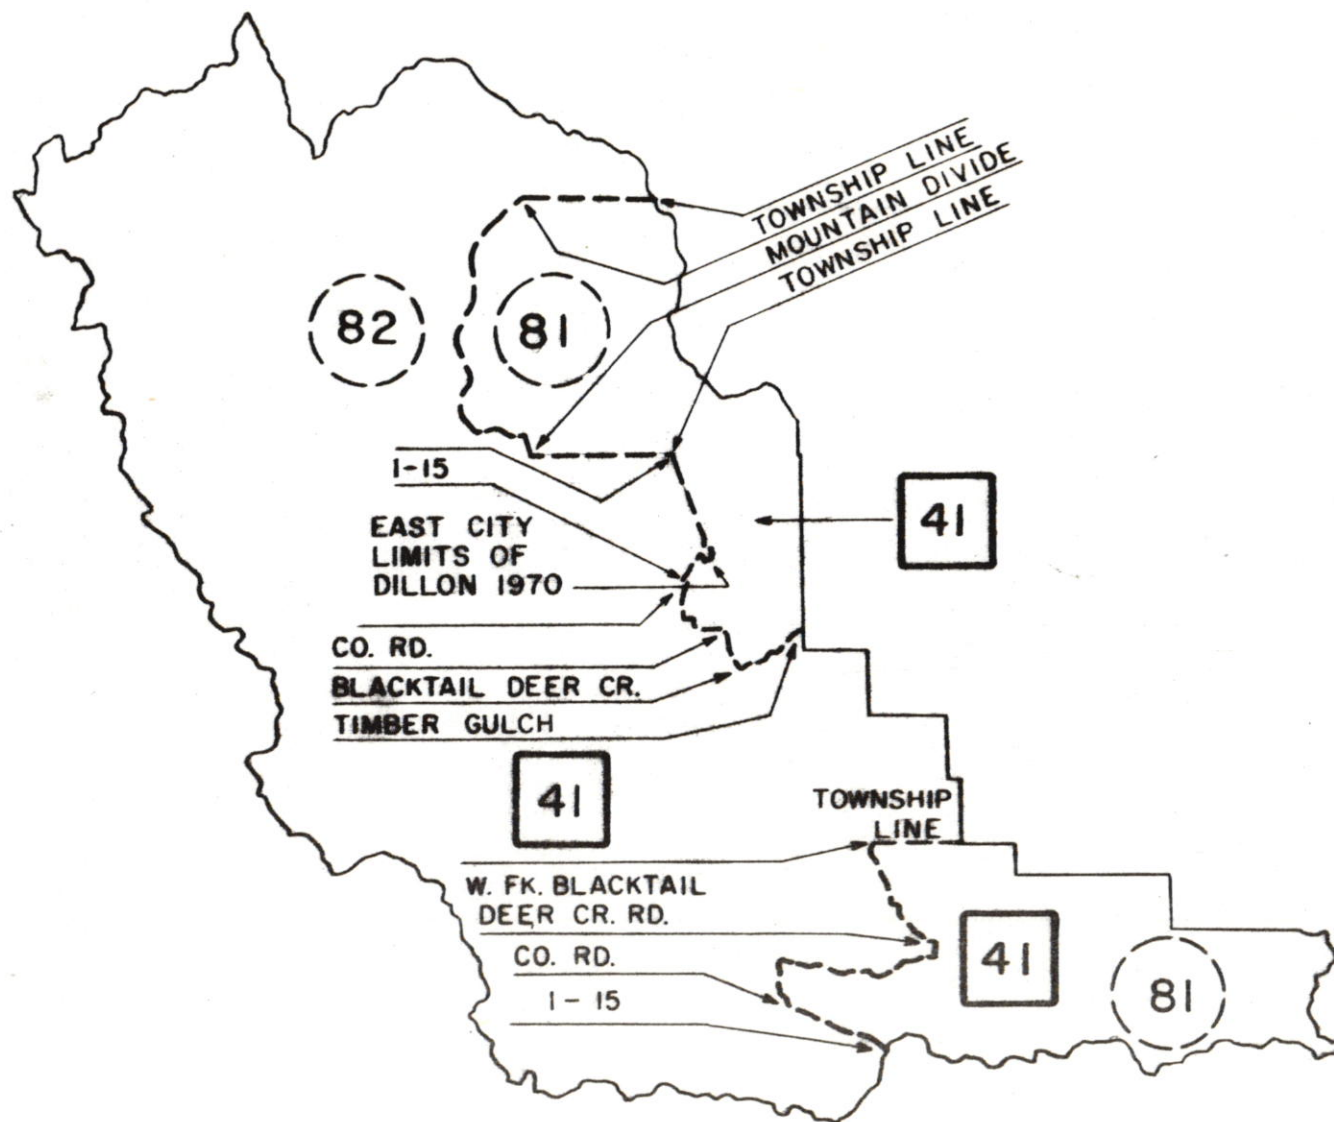 TOWNSHIP LINE
MOUNTAIN DIVIDE
TOWNSHIP LINE
82
81
I-15
41
EAST CITY
LIMITS OF
DILLON 1970
CO. RD.
BLACKTAIL DEER CR.
TIMBER GULCH
41
TOWNSHIP
LINE
W. FK. BLACKTAIL
DEER CR. RD.
CO. RD.
I-15
41
81